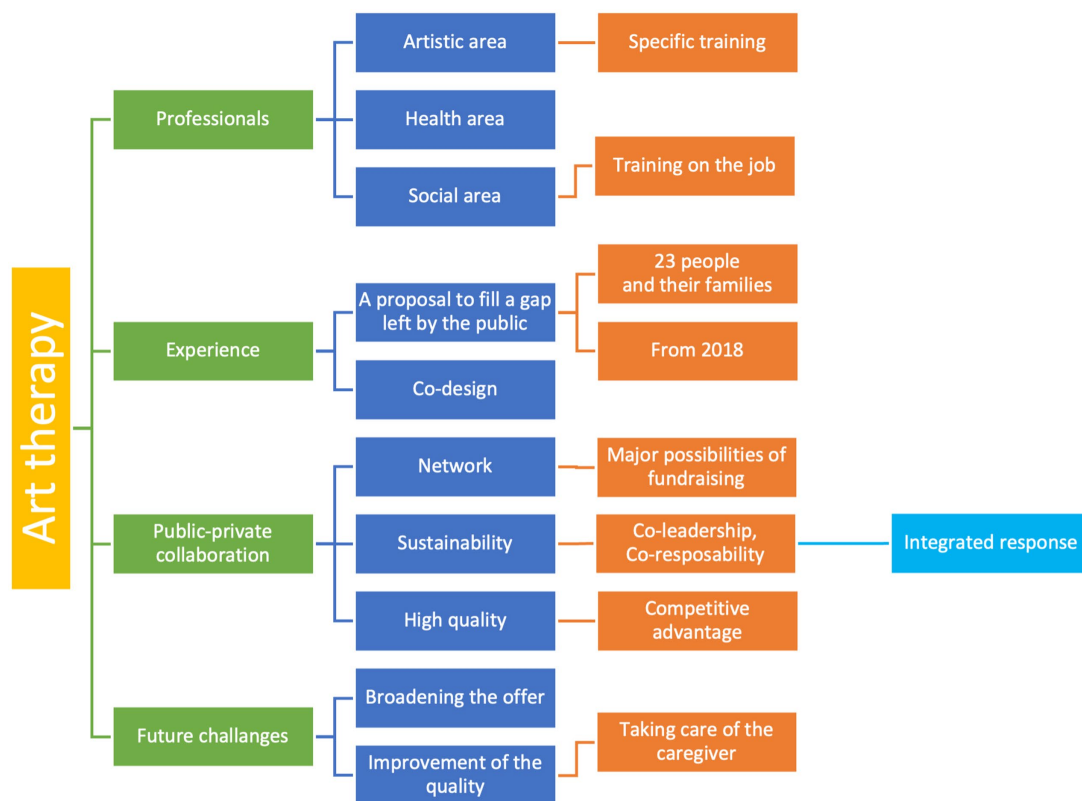 Art therapy
Professionals
Artistic area
Specific training
Health area
Social area
Training on the job
Experience
A proposal to fill a gap
left by the public
23 people
and their families
From 2018
Co-design
Public-private
collaboration
Network
Major possibilities of
fundraising
Sustainability
Co-leadership,
Co-resposability
Integrated response
High quality
Competitive
advantage
Future challanges
Broadening the offer
Improvement of the
quality
Taking care of the
caregiver